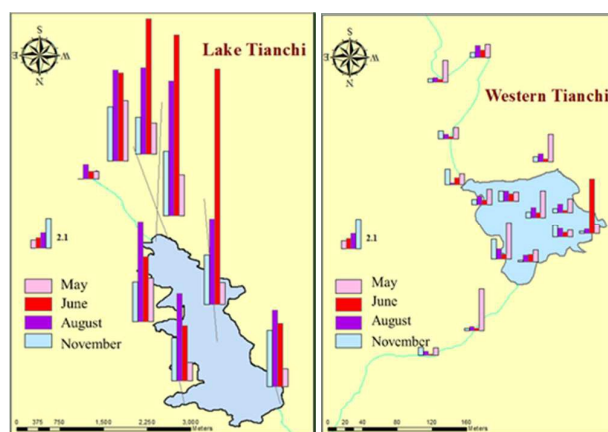 S
E W
N
Lake Tianchi
2.1
May
June
August
November
0 375 750 1,500 2,250 3,000
Meters
S
E W
N
Western Tianchi
2.1
May
June
August
November
0 20 40 80 120 160
Meters